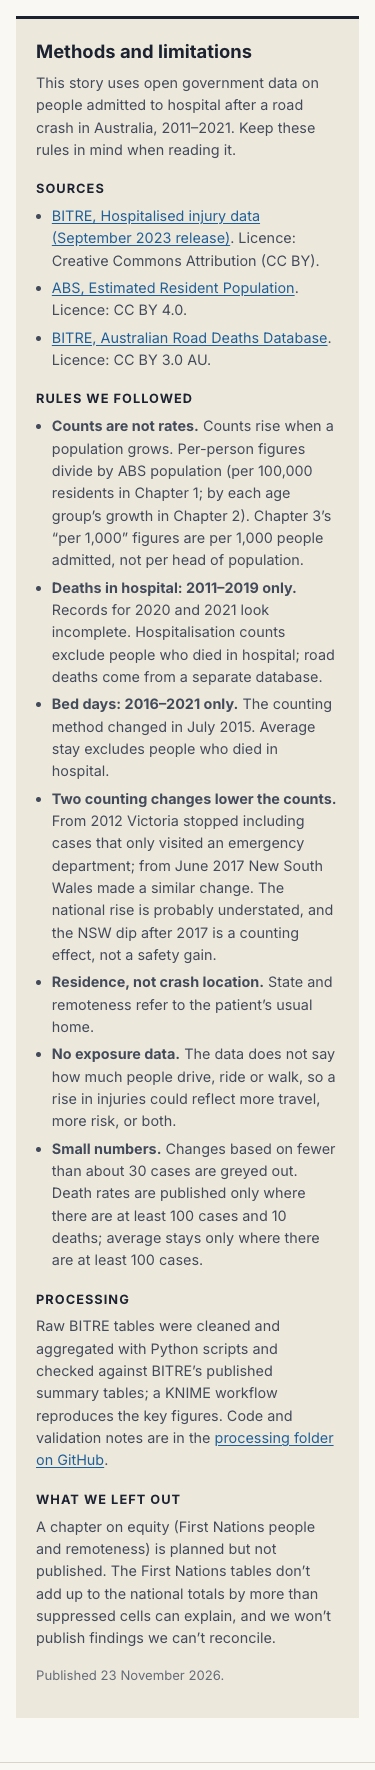 Methods and limitations
This story uses open government data on
people admitted to hospital after a road
crash in Australia, 2011–2021. Keep these
rules in mind when reading it.
SOURCES
• BITRE, Hospitalised injury data
(September 2023 release). Licence:
Creative Commons Attribution (CC BY).
• ABS, Estimated Resident Population.
Licence: CC BY 4.0.
• BITRE, Australian Road Deaths Database.
Licence: CC BY 3.0 AU.
RULES WE FOLLOWED
• Counts are not rates. Counts rise when a
population grows. Per-person figures
divide by ABS population (per 100,000
residents in Chapter 1; by each age
group’s growth in Chapter 2). Chapter 3’s
“per 1,000” figures are per 1,000 people
admitted, not per head of population.
• Deaths in hospital: 2011–2019 only.
Records for 2020 and 2021 look
incomplete. Hospitalisation counts
exclude people who died in hospital; road
deaths come from a separate database.
• Bed days: 2016–2021 only. The counting
method changed in July 2015. Average
stay excludes people who died in
hospital.
• Two counting changes lower the counts.
From 2012 Victoria stopped including
cases that only visited an emergency
department; from June 2017 New South
Wales made a similar change. The
national rise is probably understated, and
the NSW dip after 2017 is a counting
effect, not a safety gain.
• Residence, not crash location. State and
remoteness refer to the patient’s usual
home.
• No exposure data. The data does not say
how much people drive, ride or walk, so a
rise in injuries could reflect more travel,
more risk, or both.
• Small numbers. Changes based on fewer
than about 30 cases are greyed out.
Death rates are published only where
there are at least 100 cases and 10
deaths; average stays only where there
are at least 100 cases.
PROCESSING
Raw BITRE tables were cleaned and
aggregated with Python scripts and
checked against BITRE’s published
summary tables; a KNIME workflow
reproduces the key figures. Code and
validation notes are in the processing folder
on GitHub.
WHAT WE LEFT OUT
A chapter on equity (First Nations people
and remoteness) is planned but not
published. The First Nations tables don’t
add up to the national totals by more than
suppressed cells can explain, and we won’t
publish findings we can’t reconcile.
Published 23 November 2026.